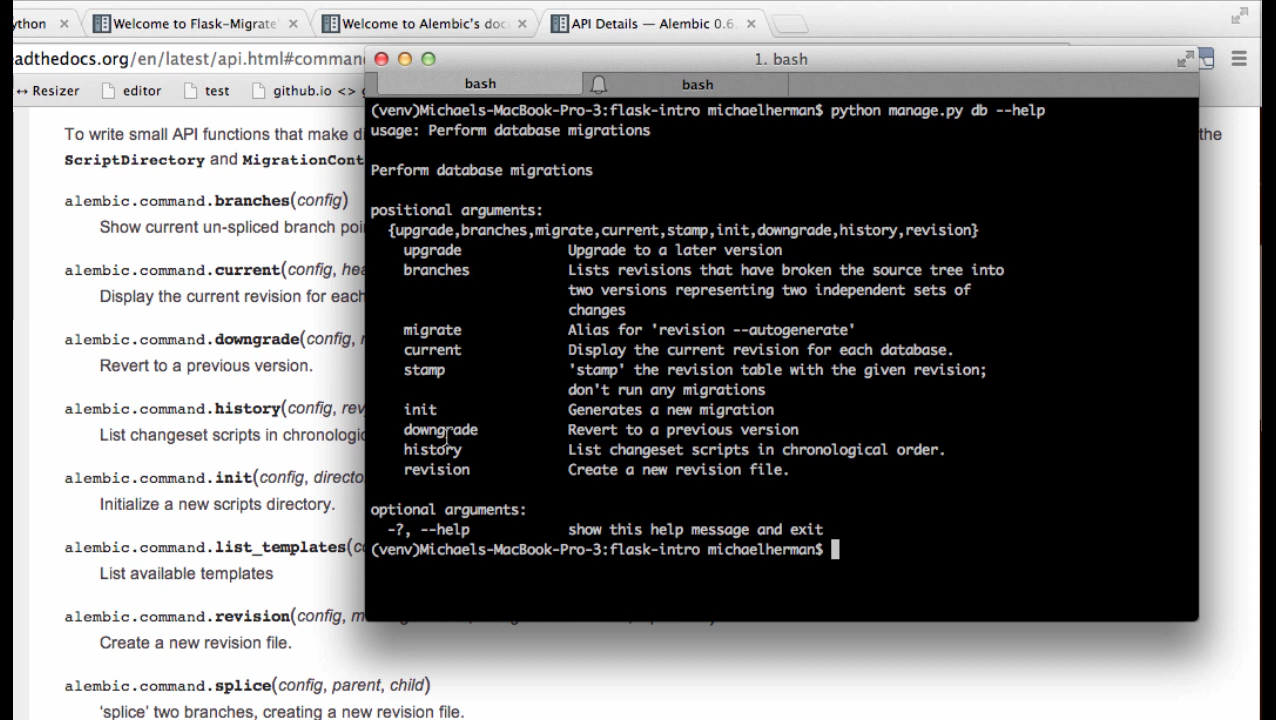 ython
Welcome to Flask-Migrate'
Welcome to Alembic's doc
API Details — Alembic 0.6.
adthedocs.org/en/latest/api.html#comman
1. bash
Resizer editor test github.io <> g
bash bash
To write small API functions that make d
the
ScriptDirectory and MigrationCont
alembic.command.branches(config)
Show current un-spliced branch poi
alembic.command.current(config, hea
Display the current revision for each
alembic.command.downgrade(config, r
Revert to a previous version.
alembic.command.history(config, rev
List changeset scripts in chronologic
alembic.command.init(config, directo
Initialize a new scripts directory.
alembic.command.list_templates(co
List available templates
alembic.command.revision(config, m
Create a new revision file.
alembic.command.splice(config, parent, child)
'splice' two branches, creating a new revision file.
(venv)Michaels-MacBook-Pro-3:flask-intro michaelherman$ python manage.py db --help
usage: Perform database migrations
Perform database migrations
positional arguments:
{upgrade,branches,migrate,current,stamp,init,downgrade,history,revision}
upgrade Upgrade to a later version
branches Lists revisions that have broken the source tree into
two versions representing two independent sets of
changes
migrate Alias for 'revision --autogenerate'
current Display the current revision for each database.
stamp 'stamp' the revision table with the given revision;
don't run any migrations
init Generates a new migration
downgrade Revert to a previous version
history List changeset scripts in chronological order.
revision Create a new revision file.
optional arguments:
-?, --help show this help message and exit
(venv)Michaels-MacBook-Pro-3:flask-intro michaelherman$